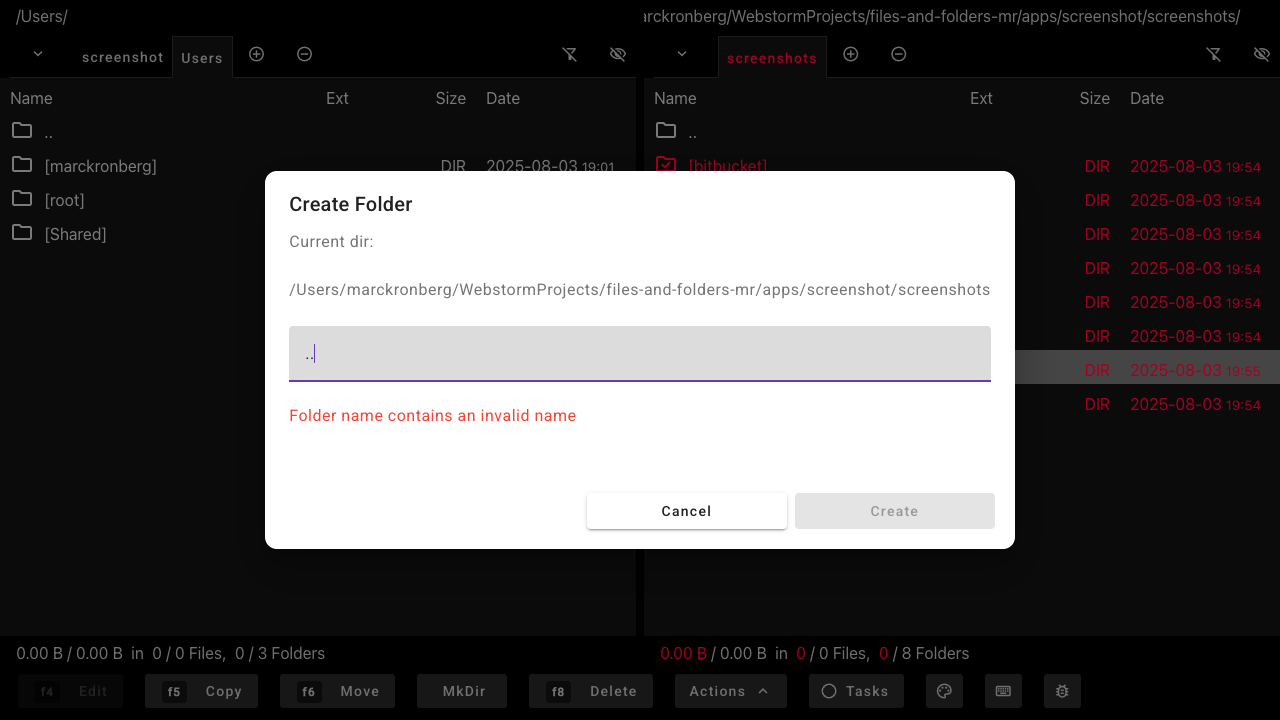 /Users/
arckronberg/WebstormProjects/files-and-folders-mr/apps/screenshot/screenshots/
screenshot Users
screenshots
Name Ext Size Date
Name Ext Size Date
..
[marckronberg] DIR 2025-08-03 19:01
[root]
[Shared]
..
[bitbucket] DIR 2025-08-03 19:54
DIR 2025-08-03 19:54
DIR 2025-08-03 19:54
DIR 2025-08-03 19:54
DIR 2025-08-03 19:54
DIR 2025-08-03 19:54
DIR 2025-08-03 19:55
DIR 2025-08-03 19:54
Create Folder
Current dir:
/Users/marckronberg/WebstormProjects/files-and-folders-mr/apps/screenshot/screenshots
..
Folder name contains an invalid name
Cancel Create
0.00 B / 0.00 B in 0 / 0 Files, 0 / 3 Folders
0.00 B / 0.00 B in 0 / 0 Files, 0 / 8 Folders
f4 Edit f5 Copy f6 Move MkDir f8 Delete Actions Tasks